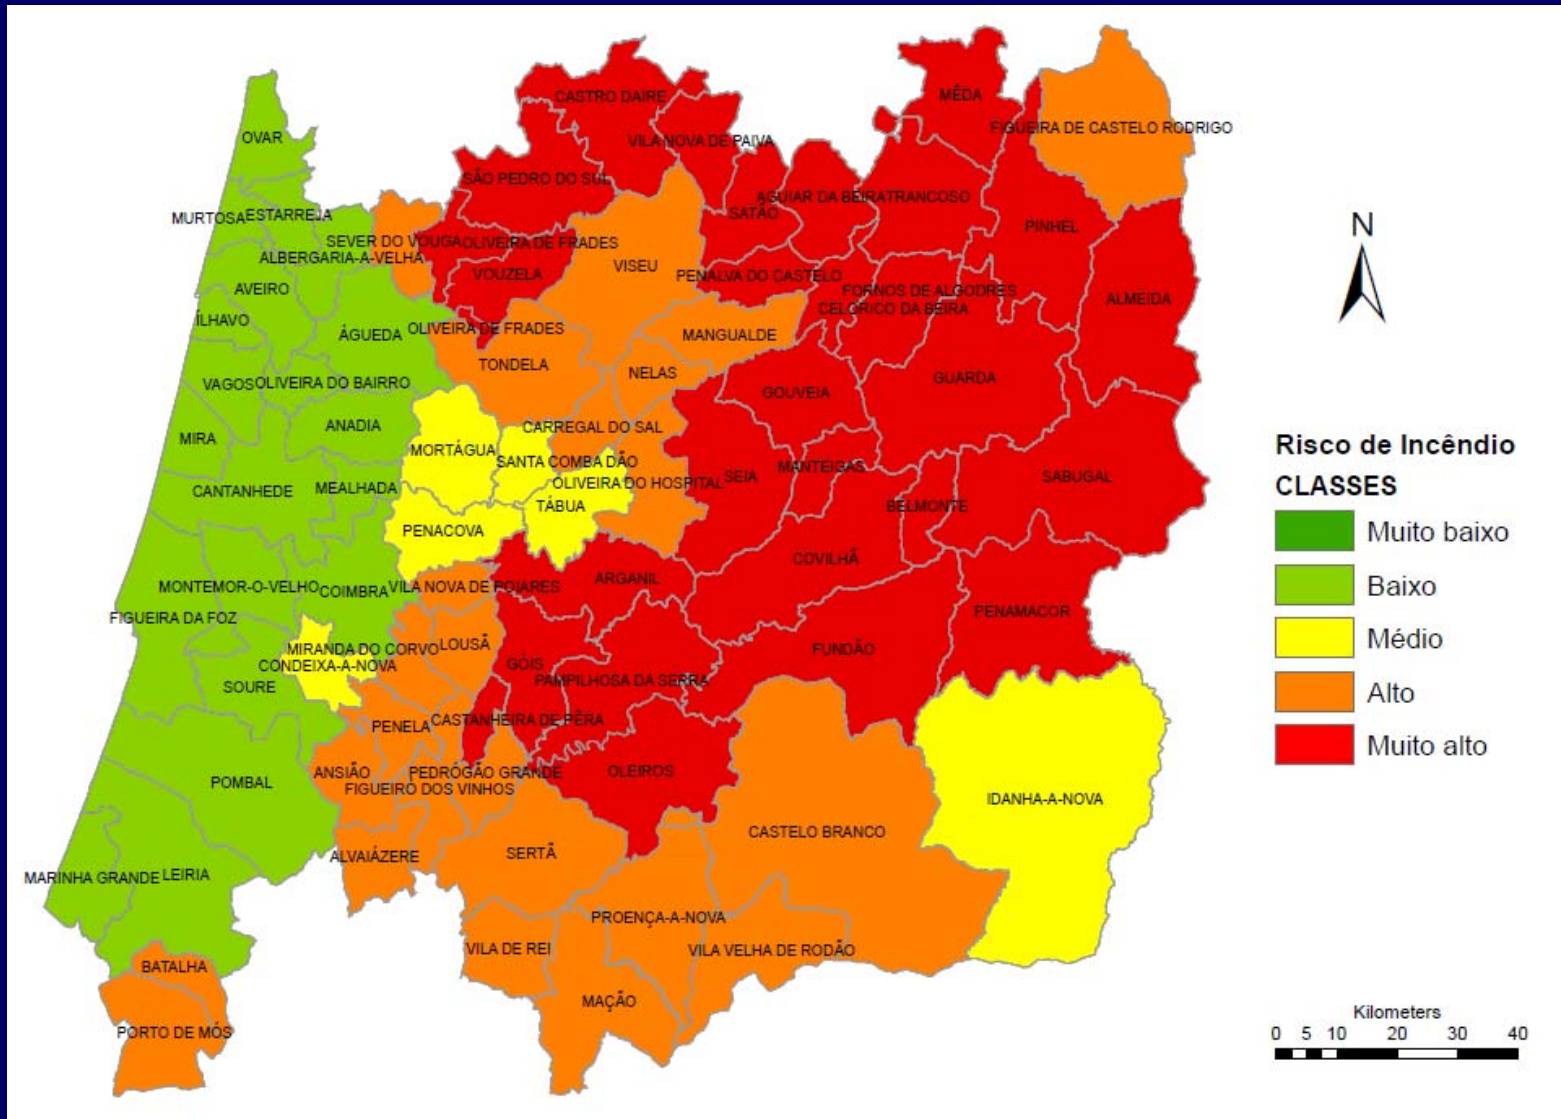 CASTRO DAIRE
MÊDA
FIGUEIRA DE CASTELO RODRIGO
OVAR
VILA NOVA DE PAIVA
SÃO PEDRO DO SUL
AGUIAR DA BEIRA
TRANCOSO
SATÃO
MURTOSA
ESTARREJA
PINHEL
SEVER DO VOUGA
OLIVEIRA DE FRADES
ALBERGARIA-A-VELHA
VISEU
VOUZELA
PENALVA DO CASTELO
AVEIRO
FORNOS DE ALGODRES
ALMEIDA
CELORICO DA BEIRA
ÍLHAVO
ÁGUEDA
OLIVEIRA DE FRADES
MANGUALDE
TONDELA
NELAS
GUARDA
VAGOS
OLIVEIRA DO BAIRRO
GOUVEIA
ANADIA
CARREGAL DO SAL
MIRA
MORTÁGUA
SANTA COMBA DÃO
MANTEIGAS
SEIA
SABUGAL
OLIVEIRA DO HOSPITAL
CANTANHEDE
MEALHADA
TÁBUA
BELMONTE
PENACOVA
COVILHÃ
ARGANIL
MONTEMOR-O-VELHO
COIMBRA
VILA NOVA DE POIARES
PENAMACOR
FIGUEIRA DA FOZ
MIRANDA DO CORVO
LOUSÃ
FUNDÃO
CONDEIXA-A-NOVA
GÓIS
SOURE
PAMPILHOSA DA SERRA
CASTANHEIRA DE PÊRA
PENELA
ANSIÃO
PEDRÓGÃO GRANDE
OLEIROS
POMBAL
FIGUEIRÓ DOS VINHOS
IDANHA-A-NOVA
CASTELO BRANCO
ALVAIÁZERE
SERTÃ
MARINHA GRANDE
LEIRIA
PROENÇA-A-NOVA
VILA DE REI
VILA VELHA DE RODÃO
BATALHA
MAÇÃO
PORTO DE MÓS
N
Risco de Incêndio
CLASSES
Muito baixo
Baixo
Médio
Alto
Muito alto
Kilometers
0 5 10 20 30 40